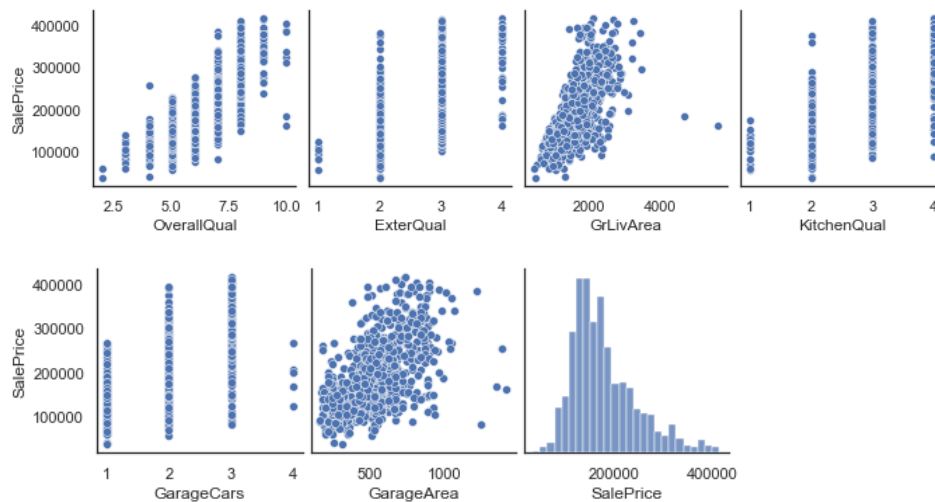 400000
300000
200000
100000
SalePrice
2.5 5.0 7.5 10.0
OverallQual
1 2 3 4
ExterQual
2000 4000
GrLivArea
1 2 3 4
KitchenQual
400000
300000
200000
100000
SalePrice
1 2 3 4
GarageCars
500 1000
GarageArea
200000 400000
SalePrice